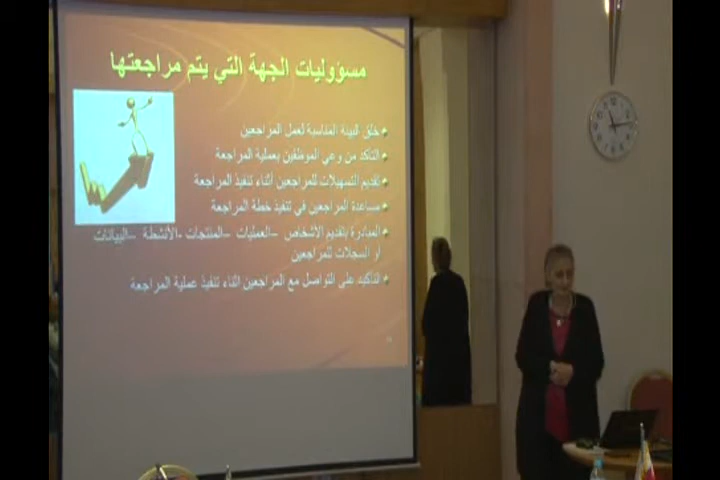 مسؤوليات الجهة التي يتم مراجعتها
خلق البيئة المناسبة لعمل المراجعين
التأكد من وعي الموظفين بعملية المراجعة
تقديم التسهيلات للمراجعين أثناء تنفيذ المراجعة
مساعدة المراجعين في تنفيذ خطة المراجعة
المبادرة بتقديم الأشخاص –العمليات –المنتجات -الأنشطة –البيانات
أو السجلات للمراجعين
التأكيد على التواصل مع المراجعين اثناء تنفيذ عملية المراجعة